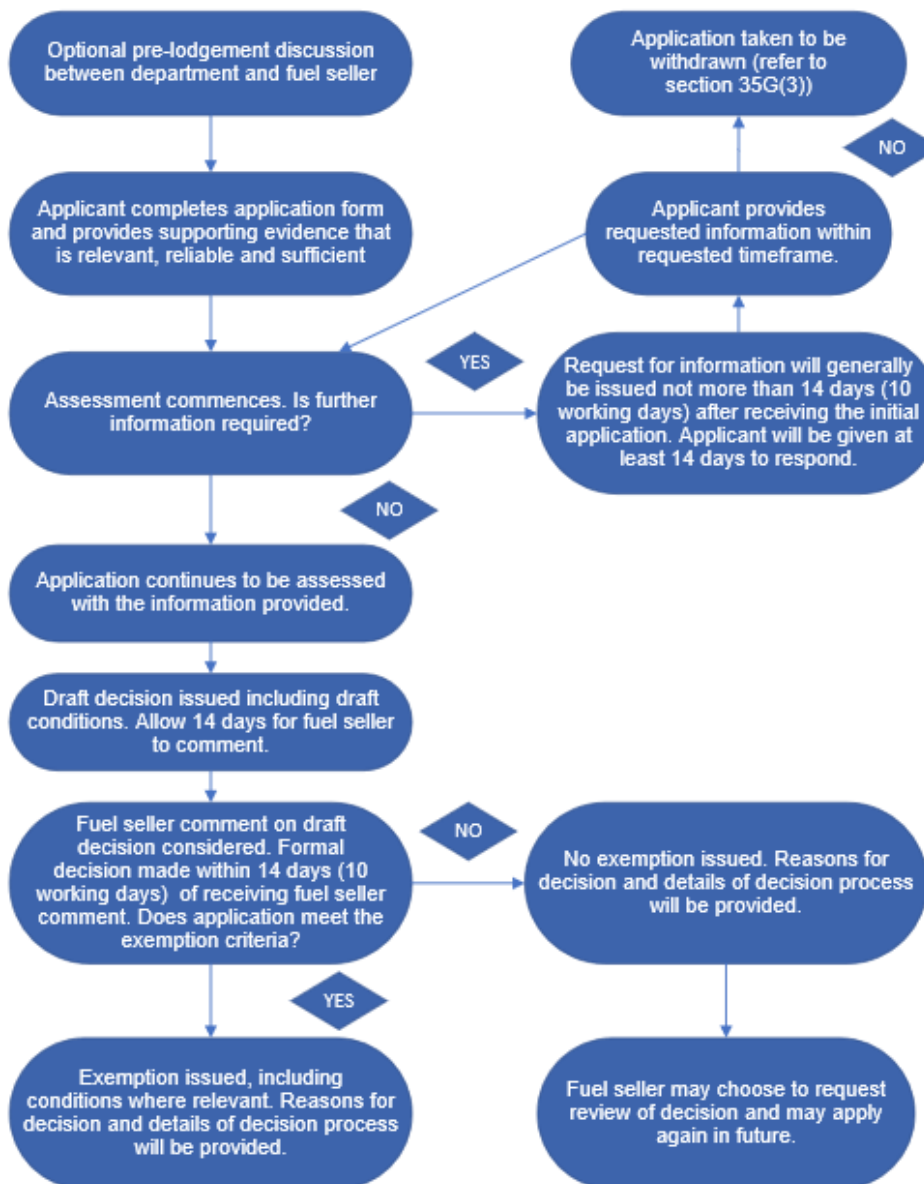 Optional pre-lodgement discussion
between department and fuel seller
Application taken to be
withdrawn (refer to
section 35G(3))
NO
Applicant completes application form
and provides supporting evidence that
is relevant, reliable and sufficient
Applicant provides
requested information within
requested timeframe.
YES
Assessment commences. Is further
information required?
Request for information will generally
be issued not more than 14 days (10
working days) after receiving the initial
application. Applicant will be given at
least 14 days to respond.
NO
Application continues to be assessed
with the information provided.
Draft decision issued including draft
conditions. Allow 14 days for fuel seller
to comment.
Fuel seller comment on draft
decision considered. Formal
decision made within 14 days (10
working days) of receiving fuel seller
comment. Does application meet the
exemption criteria?
NO
No exemption issued. Reasons for
decision and details of decision process
will be provided.
YES
Exemption issued, including
conditions where relevant. Reasons for
decision and details of decision process
will be provided.
Fuel seller may choose to request
review of decision and may apply
again in future.